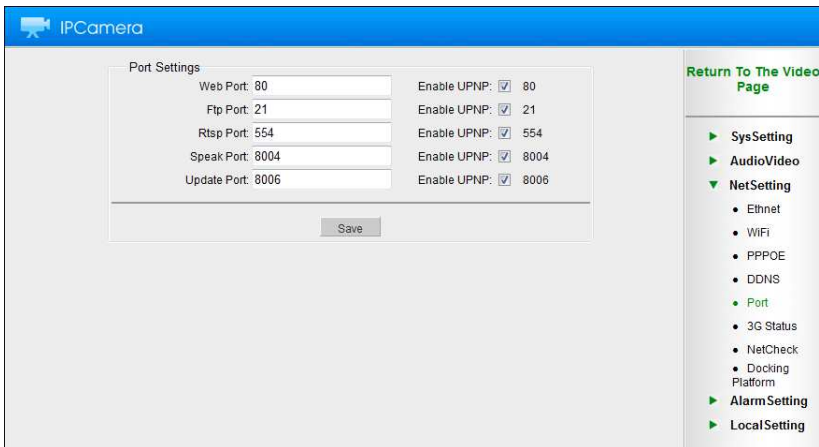 IPCamera
Port Settings
Web Port: 80 Enable UPNP: 80
Ftp Port: 21 Enable UPNP: 21
Rtsp Port: 554 Enable UPNP: 554
Speak Port: 8004 Enable UPNP: 8004
Update Port: 8006 Enable UPNP: 8006
Save
Return To The Video
Page
SysSetting
AudioVideo
NetSetting
Ethnet
WiFi
PPPOE
DDNS
Port
3G Status
NetCheck
Docking
Platform
AlarmSetting
LocalSetting